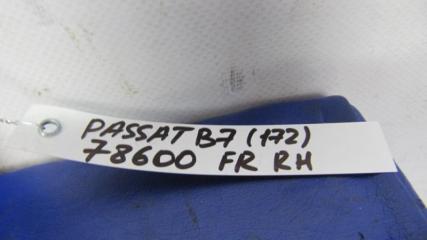 PASSAT B7 (172)
78600 FR RH